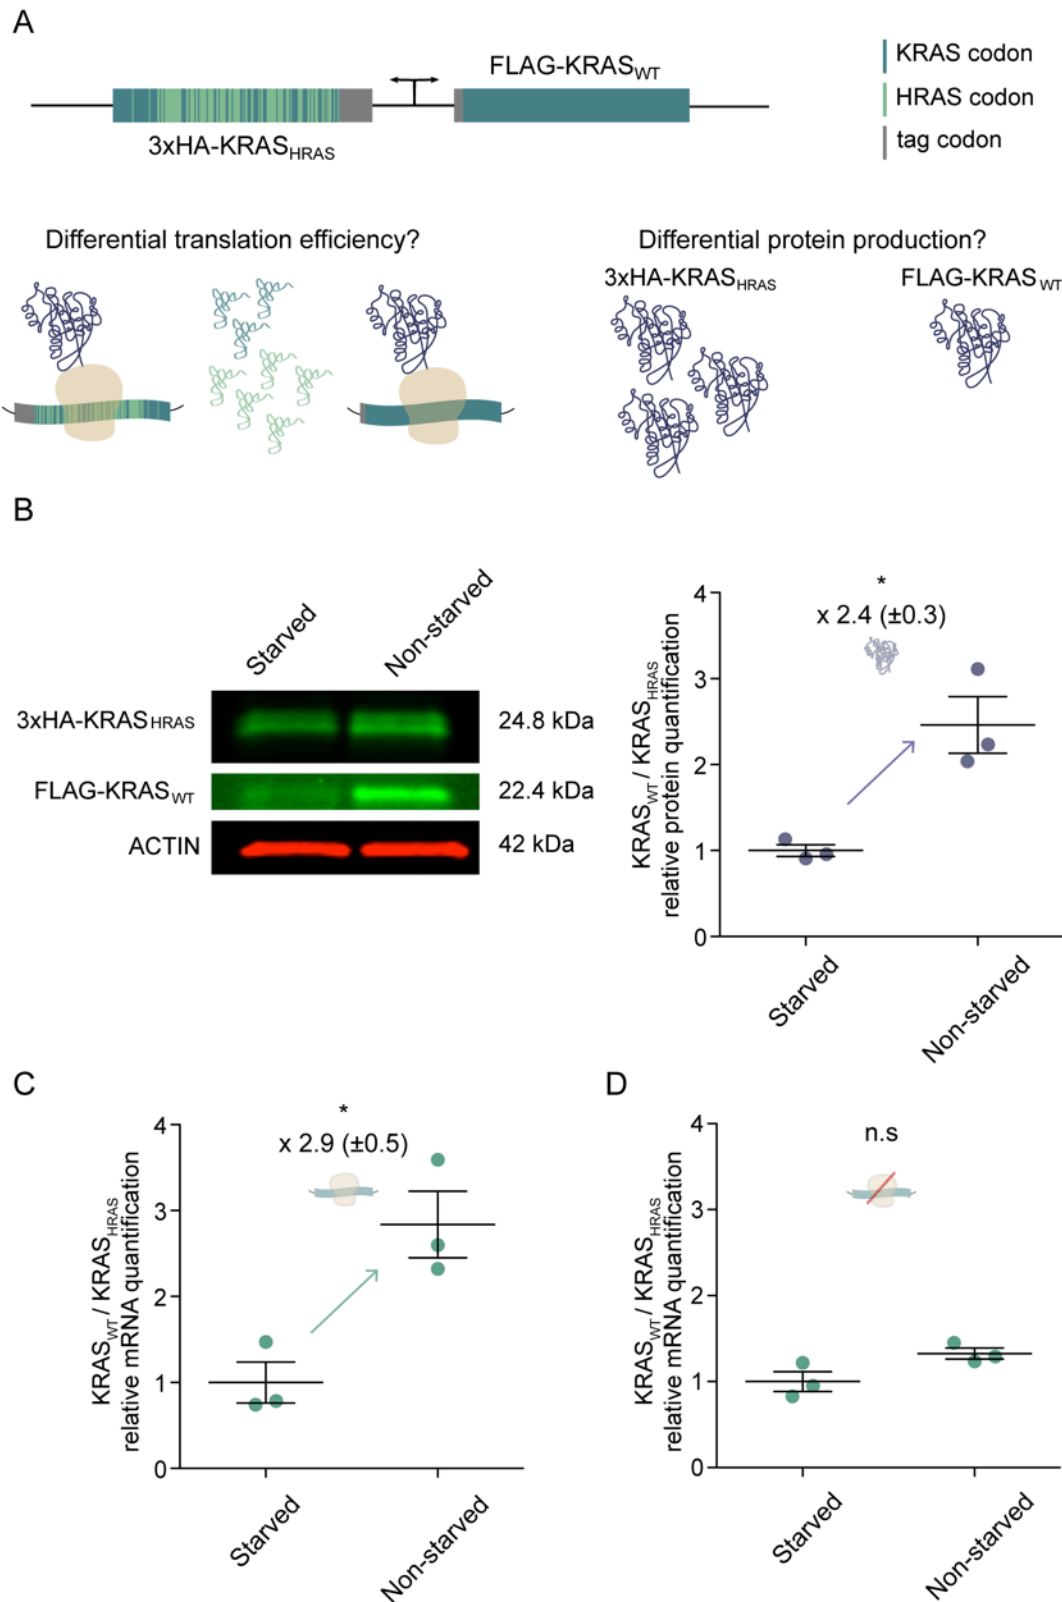 A
FLAG-KRASWT
3xHA-KRASHRAS
KRAS codon
HRAS codon
tag codon
Differential translation efficiency?
Differential protein production?
3xHA-KRASHRAS
FLAG-KRASWT
B
Starved
Non-starved
3xHA-KRASHRAS
24.8 kDa
FLAG-KRASWT
22.4 kDa
ACTIN
42 kDa
KRASWT / KRASHRAS
relative protein quantification
4
3
2
1
0
*
x 2.4 (±0.3)
Starved
Non-starved
C
KRASWT / KRASHRAS
relative mRNA quantification
4
3
2
1
0
*
x 2.9 (±0.5)
Starved
Non-starved
D
KRASWT / KRASHRAS
relative mRNA quantification
4
3
2
1
0
n.s
Starved
Non-starved